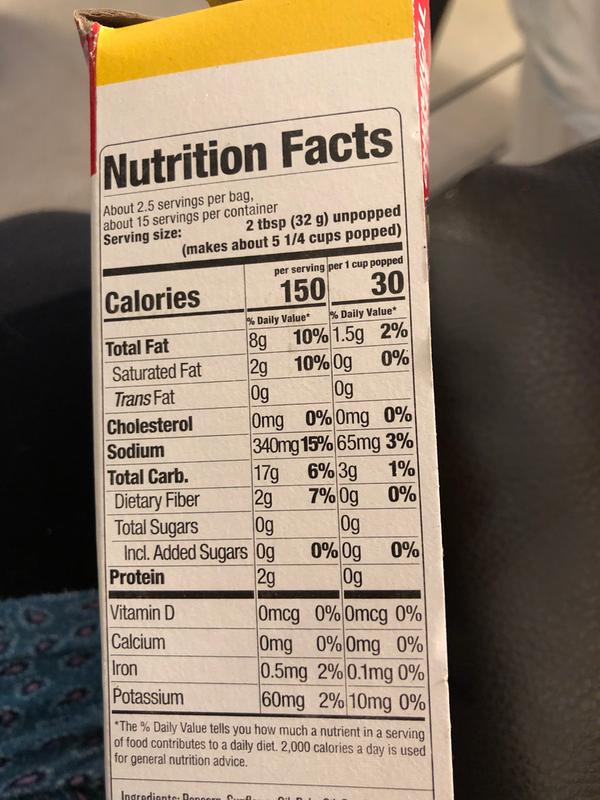 Nutrition Facts
About 2.5 servings per bag,
about 15 servings per container
Serving size: 2 tbsp (32 g) unpopped
(makes about 5 1/4 cups popped)
per serving per 1 cup popped
Calories 150 30
% Daily Value* % Daily Value*
Total Fat 8g 10% 1.5g 2%
Saturated Fat 2g 10% 0g 0%
Trans Fat 0g 0g
Cholesterol 0mg 0% 0mg 0%
Sodium 340mg 15% 65mg 3%
Total Carb. 17g 6% 3g 1%
Dietary Fiber 2g 7% 0g 0%
Total Sugars 0g 0g
Incl. Added Sugars 0g 0% 0g 0%
Protein 2g 0g
Vitamin D 0mcg 0% 0mcg 0%
Calcium 0mg 0% 0mg 0%
Iron 0.5mg 2% 0.1mg 0%
Potassium 60mg 2% 10mg 0%
*The % Daily Value tells you how much a nutrient in a serving
of food contributes to a daily diet. 2,000 calories a day is used
for general nutrition advice.
Ingredients: Popcorn,